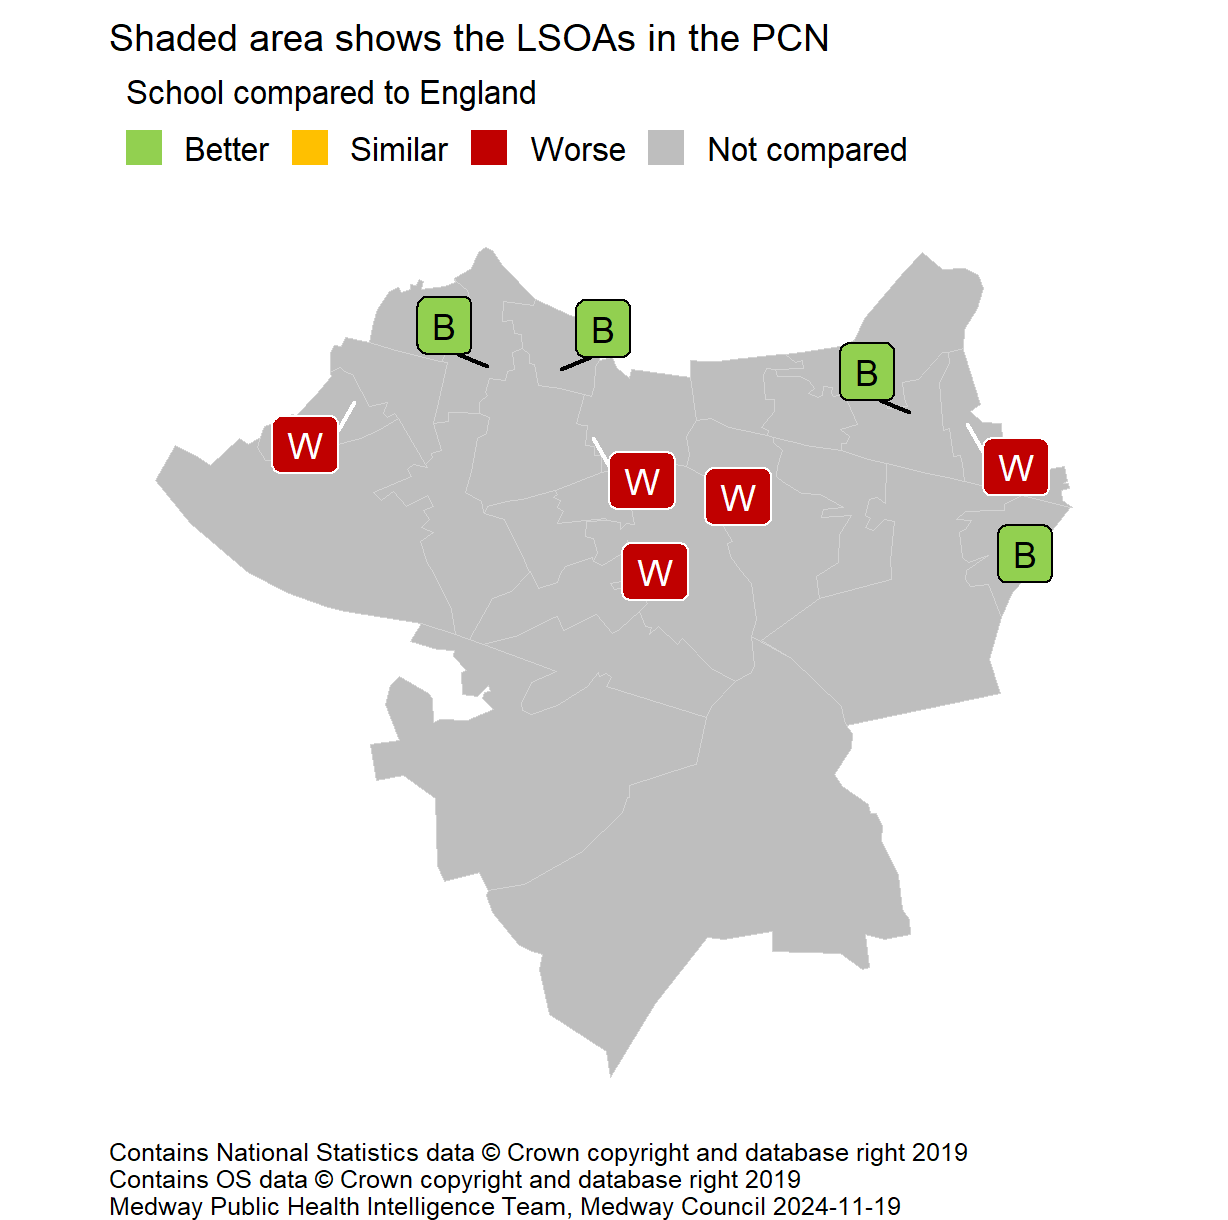 Shaded area shows the LSOAs in the PCN
School compared to England
Better Similar Worse Not compared
B B
B
W W
W W
B
W
Contains National Statistics data © Crown copyright and database right 2019
Contains OS data © Crown copyright and database right 2019
Medway Public Health Intelligence Team, Medway Council 2024-11-19